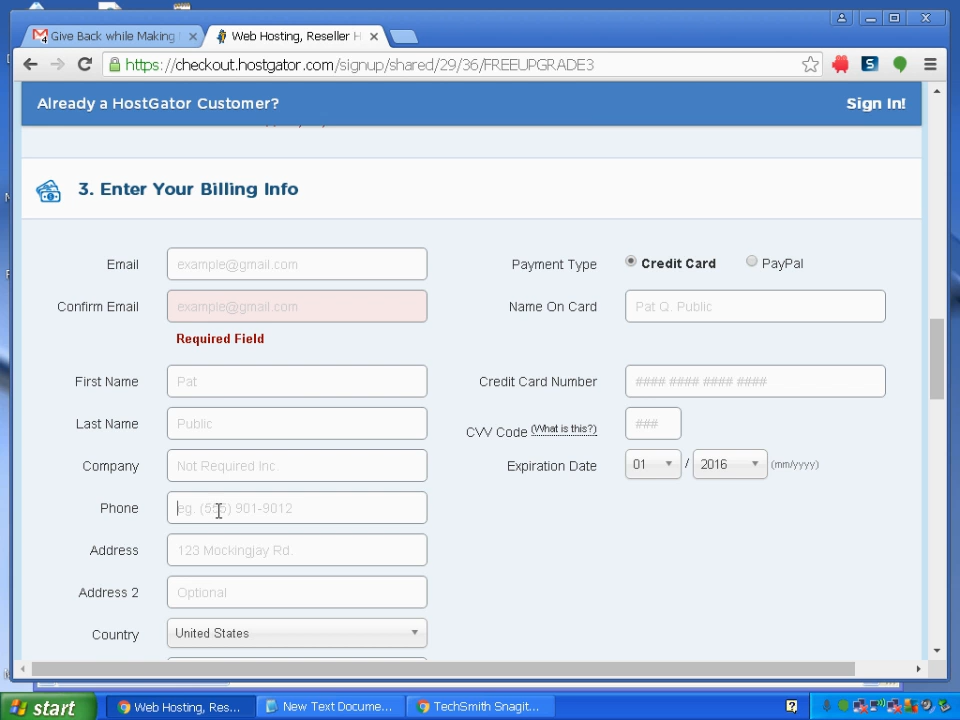 Give Back while Making
Web Hosting, Reseller H
https://checkout.hostgator.com/signup/shared/29/36/FREEUPGRADE3
Already a HostGator Customer?
Sign In!
3. Enter Your Billing Info
Email
example@gmail.com
Confirm Email
example@gmail.com
Required Field
First Name
Pat
Last Name
Public
Company
Not Required Inc.
Phone
eg. (555) 901-9012
Address
123 Mockingjay Rd.
Address 2
Optional
Country
United States
Payment Type
Credit Card
PayPal
Name On Card
Pat Q. Public
Credit Card Number
#### #### #### ####
CVV Code (What is this?)
###
Expiration Date
01 / 2016 (mm/yyyy)
start
Web Hosting, Res...
New Text Docume...
TechSmith Snagit...